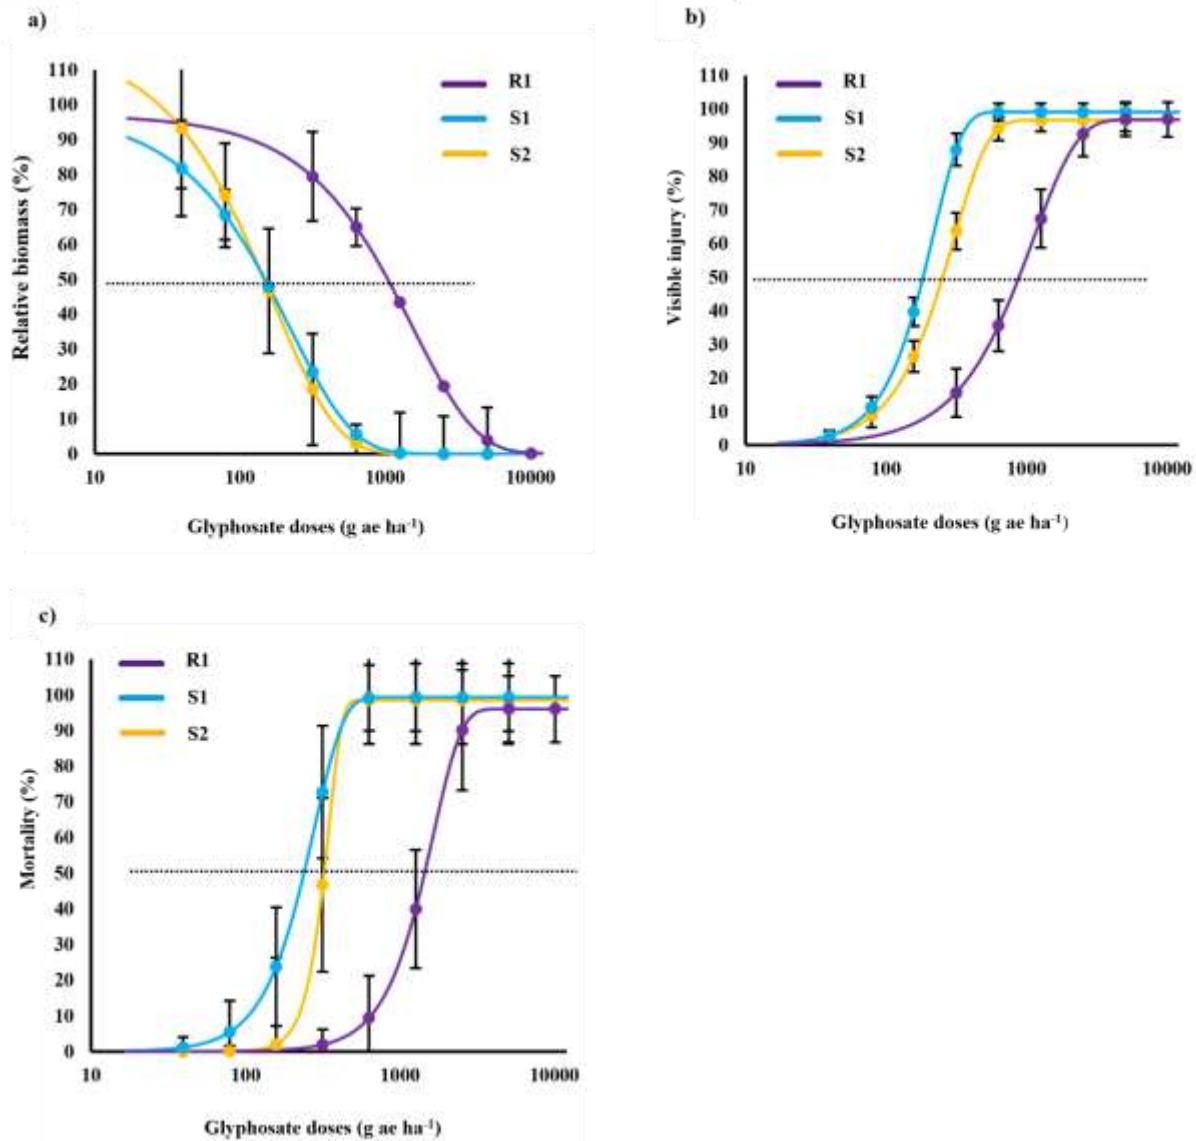 a)
110
100
90
80
70
60
50
40
30
20
10
0
Relative biomass (%)
R1
S1
S2
10
100
1000
10000
Glyphosate doses (g ae ha⁻¹)
b)
110
100
90
80
70
60
50
40
30
20
10
0
Visible injury (%)
R1
S1
S2
10
100
1000
10000
Glyphosate doses (g ae ha⁻¹)
c)
110
100
90
80
70
60
50
40
30
20
10
0
Mortality (%)
R1
S1
S2
10
100
1000
10000
Glyphosate doses (g ae ha⁻¹)